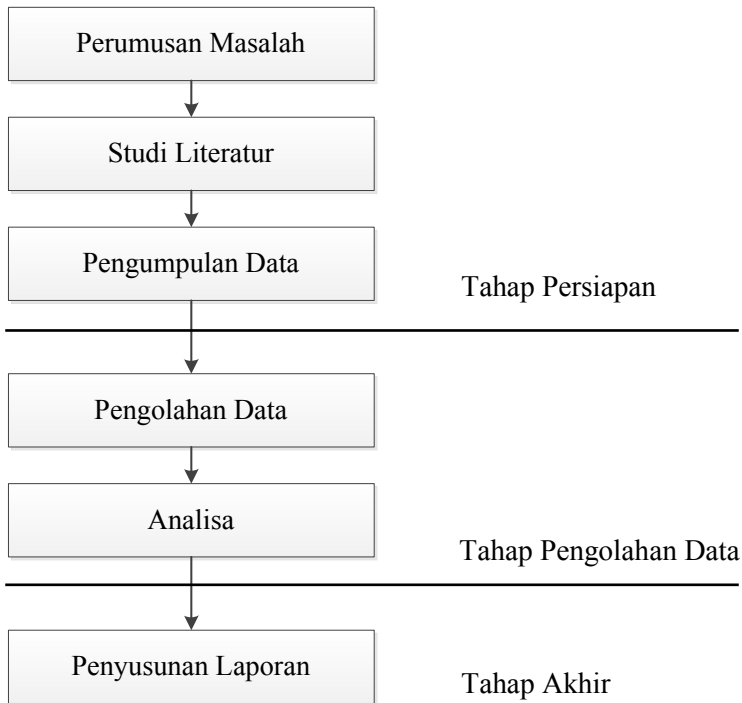 Perumusan Masalah
Studi Literatur
Pengumpulan Data
Tahap Persiapan
Pengolahan Data
Analisa
Tahap Pengolahan Data
Penyusunan Laporan
Tahap Akhir